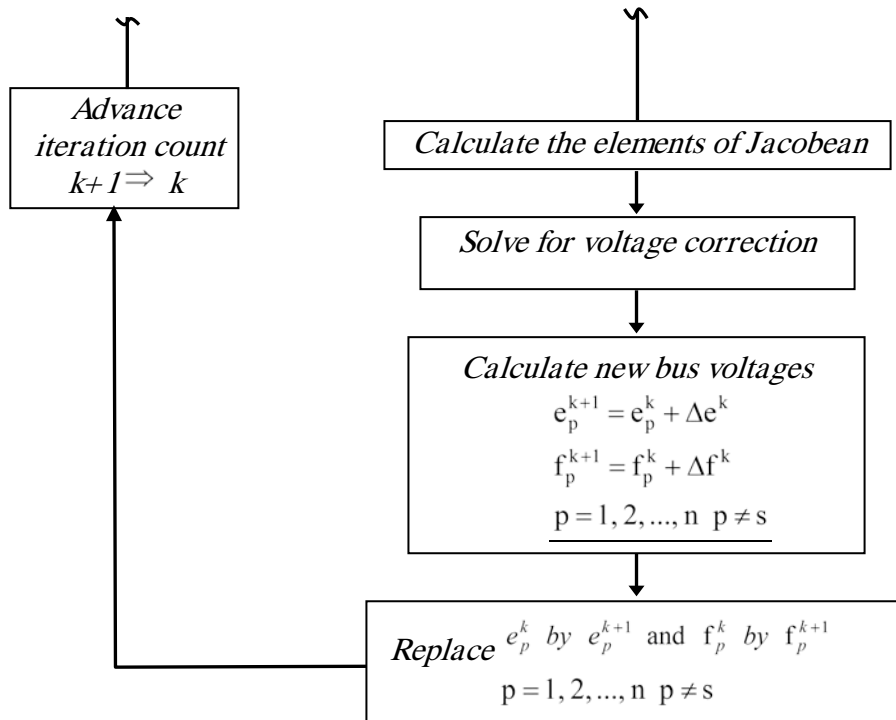 Advance
iteration count
k+1 ⇒ k
Calculate the elements of Jacobean
Solve for voltage correction
Calculate new bus voltages
e_p^{k+1} = e_p^k + Δe^k
f_p^{k+1} = f_p^k + Δf^k
p = 1, 2, ..., n p ≠ s
Replace e_p^k by e_p^{k+1} and f_p^k by f_p^{k+1}
p = 1, 2, ..., n p ≠ s